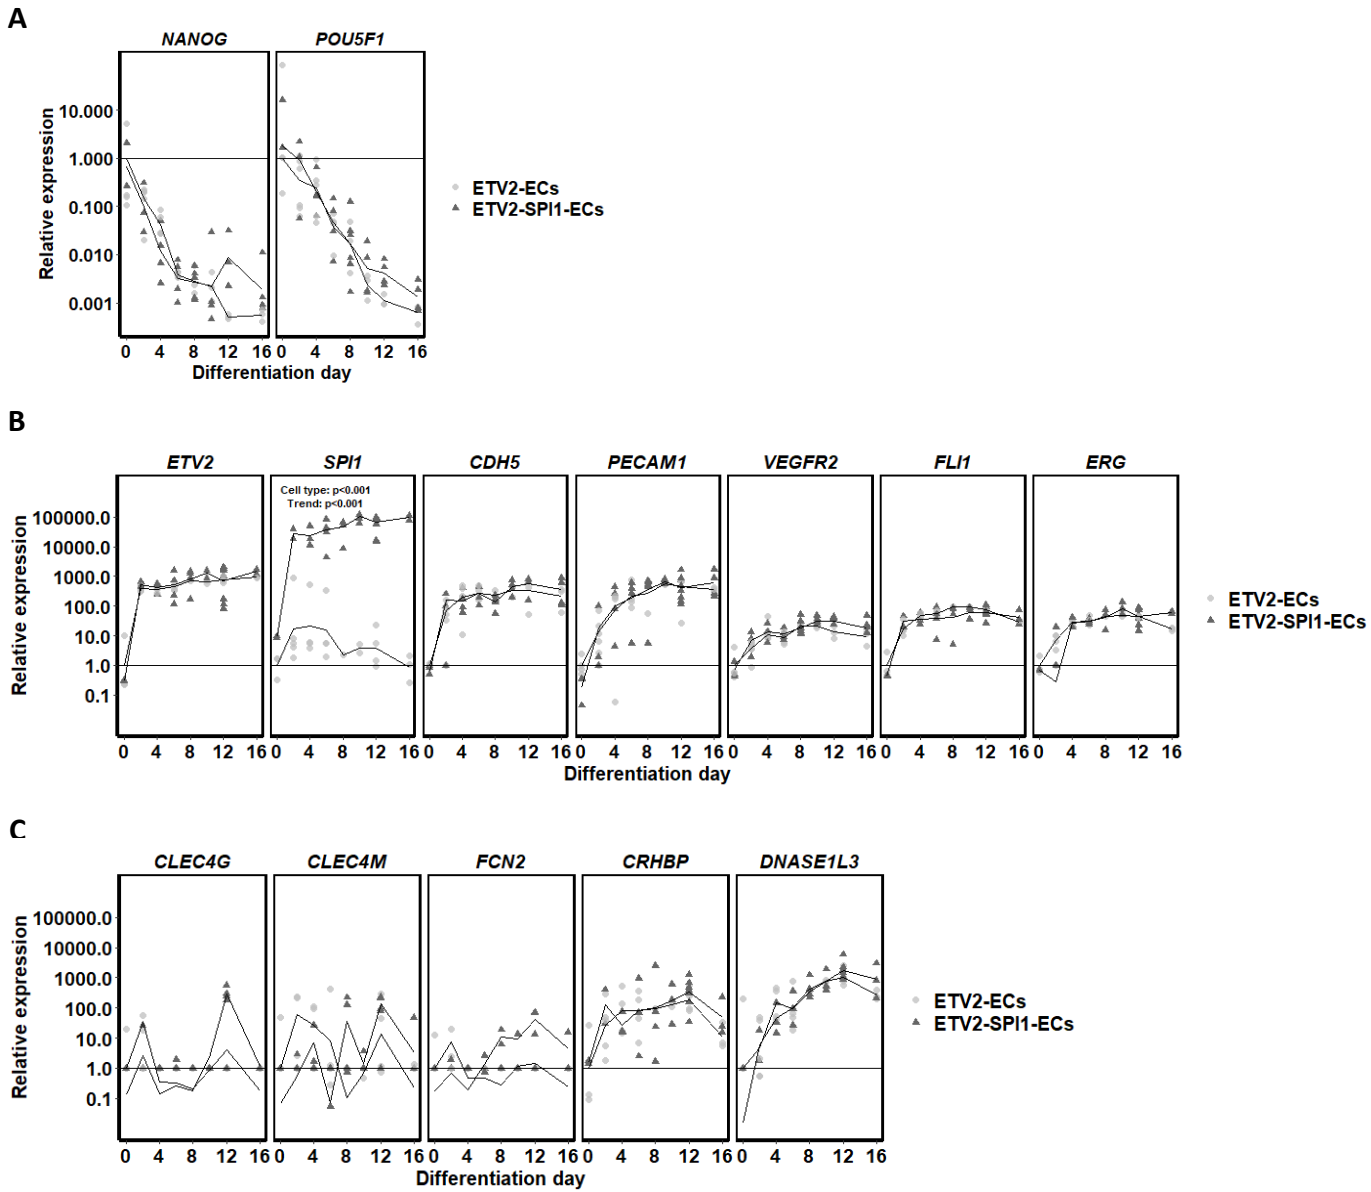 A
NANOG POU5F1
Relative expression
10.000
1.000
0.100
0.010
0.001
0 4 8 12 16 0 4 8 12 16
Differentiation day
ETV2-ECs
ETV2-SPI1-ECs
B
ETV2 SPI1 CDH5 PECAM1 VEGFR2 FLI1 ERG
Cell type: p<0.001
Trend: p<0.001
Relative expression
100000.0
10000.0
1000.0
100.0
10.0
1.0
0.1
0 4 8 12 16 0 4 8 12 16 0 4 8 12 16 0 4 8 12 16 0 4 8 12 16 0 4 8 12 16 0 4 8 12 16
Differentiation day
ETV2-ECs
ETV2-SPI1-ECs
C
CLEC4G CLEC4M FCN2 CRHBP DNASE1L3
Relative expression
100000.0
10000.0
1000.0
100.0
10.0
1.0
0.1
0 4 8 12 16 0 4 8 12 16 0 4 8 12 16 0 4 8 12 16 0 4 8 12 16
Differentiation day
ETV2-ECs
ETV2-SPI1-ECs